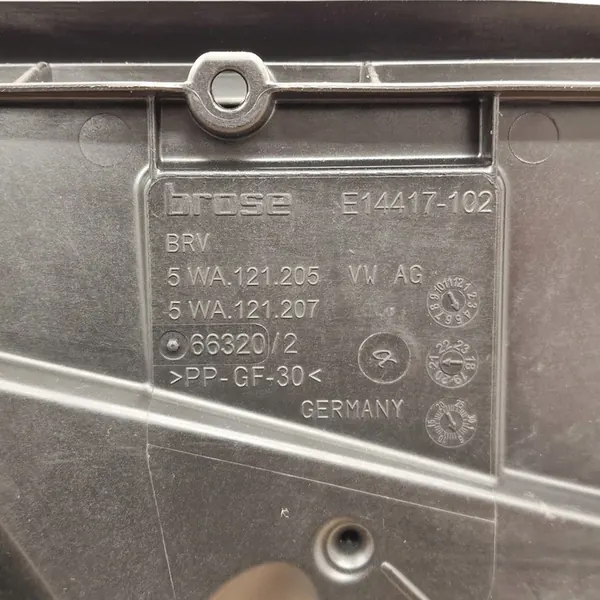 brose E14417-102
BRV
5 WA.121.205 VW AG
5 WA.121.207
66320/2
>PP-GF-30<
GERMANY